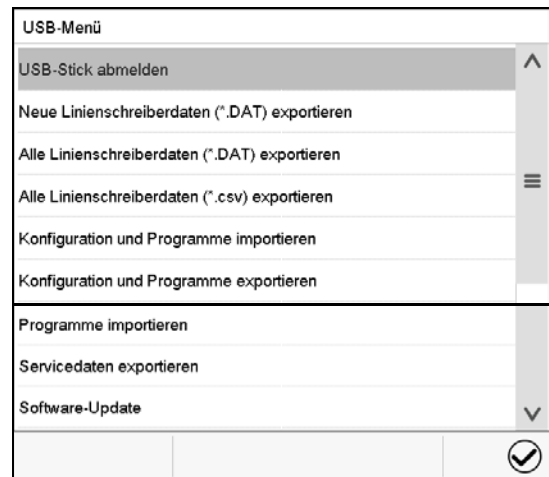 USB-Menü
USB-Stick abmelden
Neue Linienschreiberdaten (*.DAT) exportieren
Alle Linienschreiberdaten (*.DAT) exportieren
Alle Linienschreiberdaten (*.csv) exportieren
Konfiguration und Programme importieren
Konfiguration und Programme exportieren
Programme importieren
Servicedaten exportieren
Software-Update